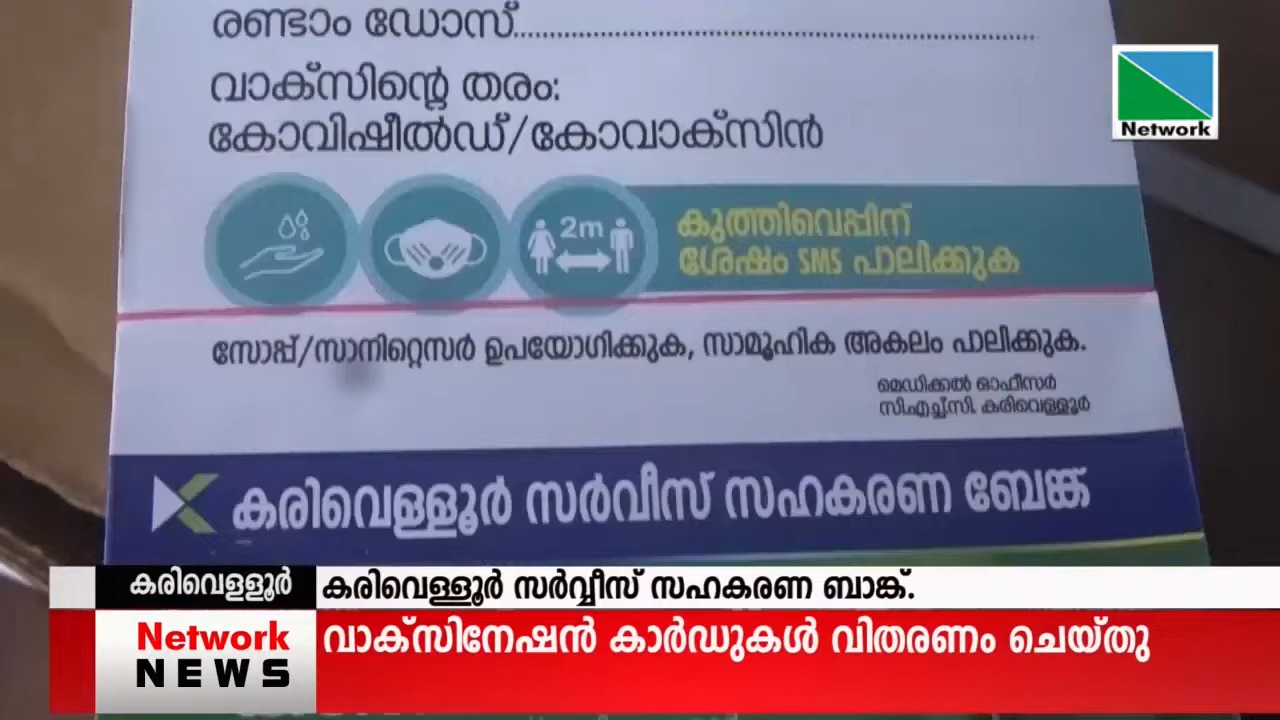 രണ്ടാം ഡോസ്............................................................
വാക്സിന്റെ തരം:
കോവിഷീൽഡ്/കോവാക്സിൻ
Network
2m
കുത്തിവെപ്പിന്
ശേഷം SMS പാലിക്കുക
സോപ്പ്/സാനിറ്റെസർ ഉപയോഗിക്കുക, സാമൂഹിക അകലം പാലിക്കുക.
മെഡിക്കൽ ഓഫീസർ
സി.എച്ച്.സി. കരിവെള്ളൂർ
കരിവെള്ളൂർ സർവീസ് സഹകരണ ബേങ്ക്
കരിവെള്ളൂർ
കരിവെള്ളൂർ സർവ്വീസ് സഹകരണ ബാങ്ക്.
Network
NEWS
വാക്സിനേഷൻ കാർഡുകൾ വിതരണം ചെയ്തു